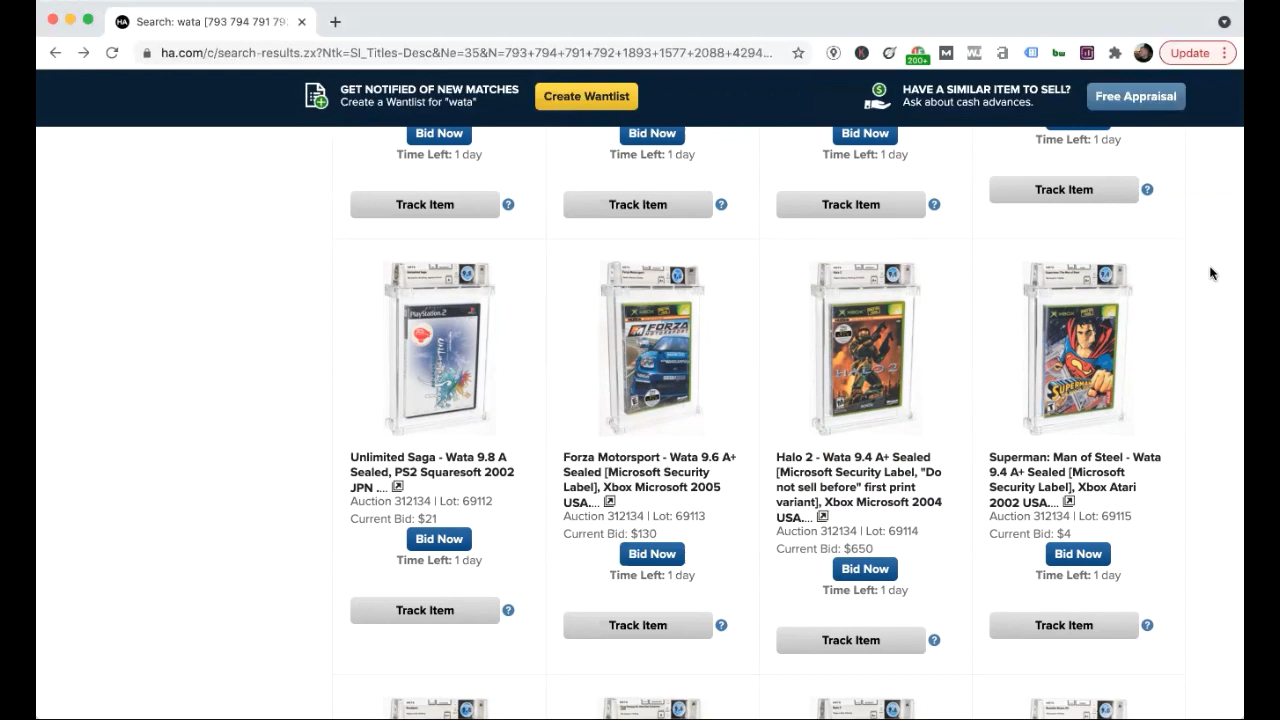 Search: wata [793 794 791 79
ha.com/c/search-results.zx?Ntk=SI_Titles-Desc&Ne=35&N=793+794+791+792+1893+1577+2088+4294...
200+
Update
GET NOTIFIED OF NEW MATCHES
Create a Wantlist for "wata"
Create Wantlist
HAVE A SIMILAR ITEM TO SELL?
Ask about cash advances.
Free Appraisal
Bid Now
Time Left: 1 day
Track Item
Bid Now
Time Left: 1 day
Track Item
Bid Now
Time Left: 1 day
Track Item
Time Left: 1 day
Track Item
PlayStation 2
XBOX
FORZA
MOTORSPORT
XBOX
HALO 2
XBOX
SUPERMAN
Unlimited Saga - Wata 9.8 A
Sealed, PS2 Squaresoft 2002
JPN ....
Auction 312134 | Lot: 69112
Current Bid: $21
Bid Now
Time Left: 1 day
Track Item
Forza Motorsport - Wata 9.6 A+
Sealed [Microsoft Security
Label], Xbox Microsoft 2005
USA....
Auction 312134 | Lot: 69113
Current Bid: $130
Bid Now
Time Left: 1 day
Track Item
Halo 2 - Wata 9.4 A+ Sealed
[Microsoft Security Label, "Do
not sell before" first print
variant], Xbox Microsoft 2004
USA....
Auction 312134 | Lot: 69114
Current Bid: $650
Bid Now
Time Left: 1 day
Track Item
Superman: Man of Steel - Wata
9.4 A+ Sealed [Microsoft
Security Label], Xbox Atari
2002 USA....
Auction 312134 | Lot: 69115
Current Bid: $4
Bid Now
Time Left: 1 day
Track Item